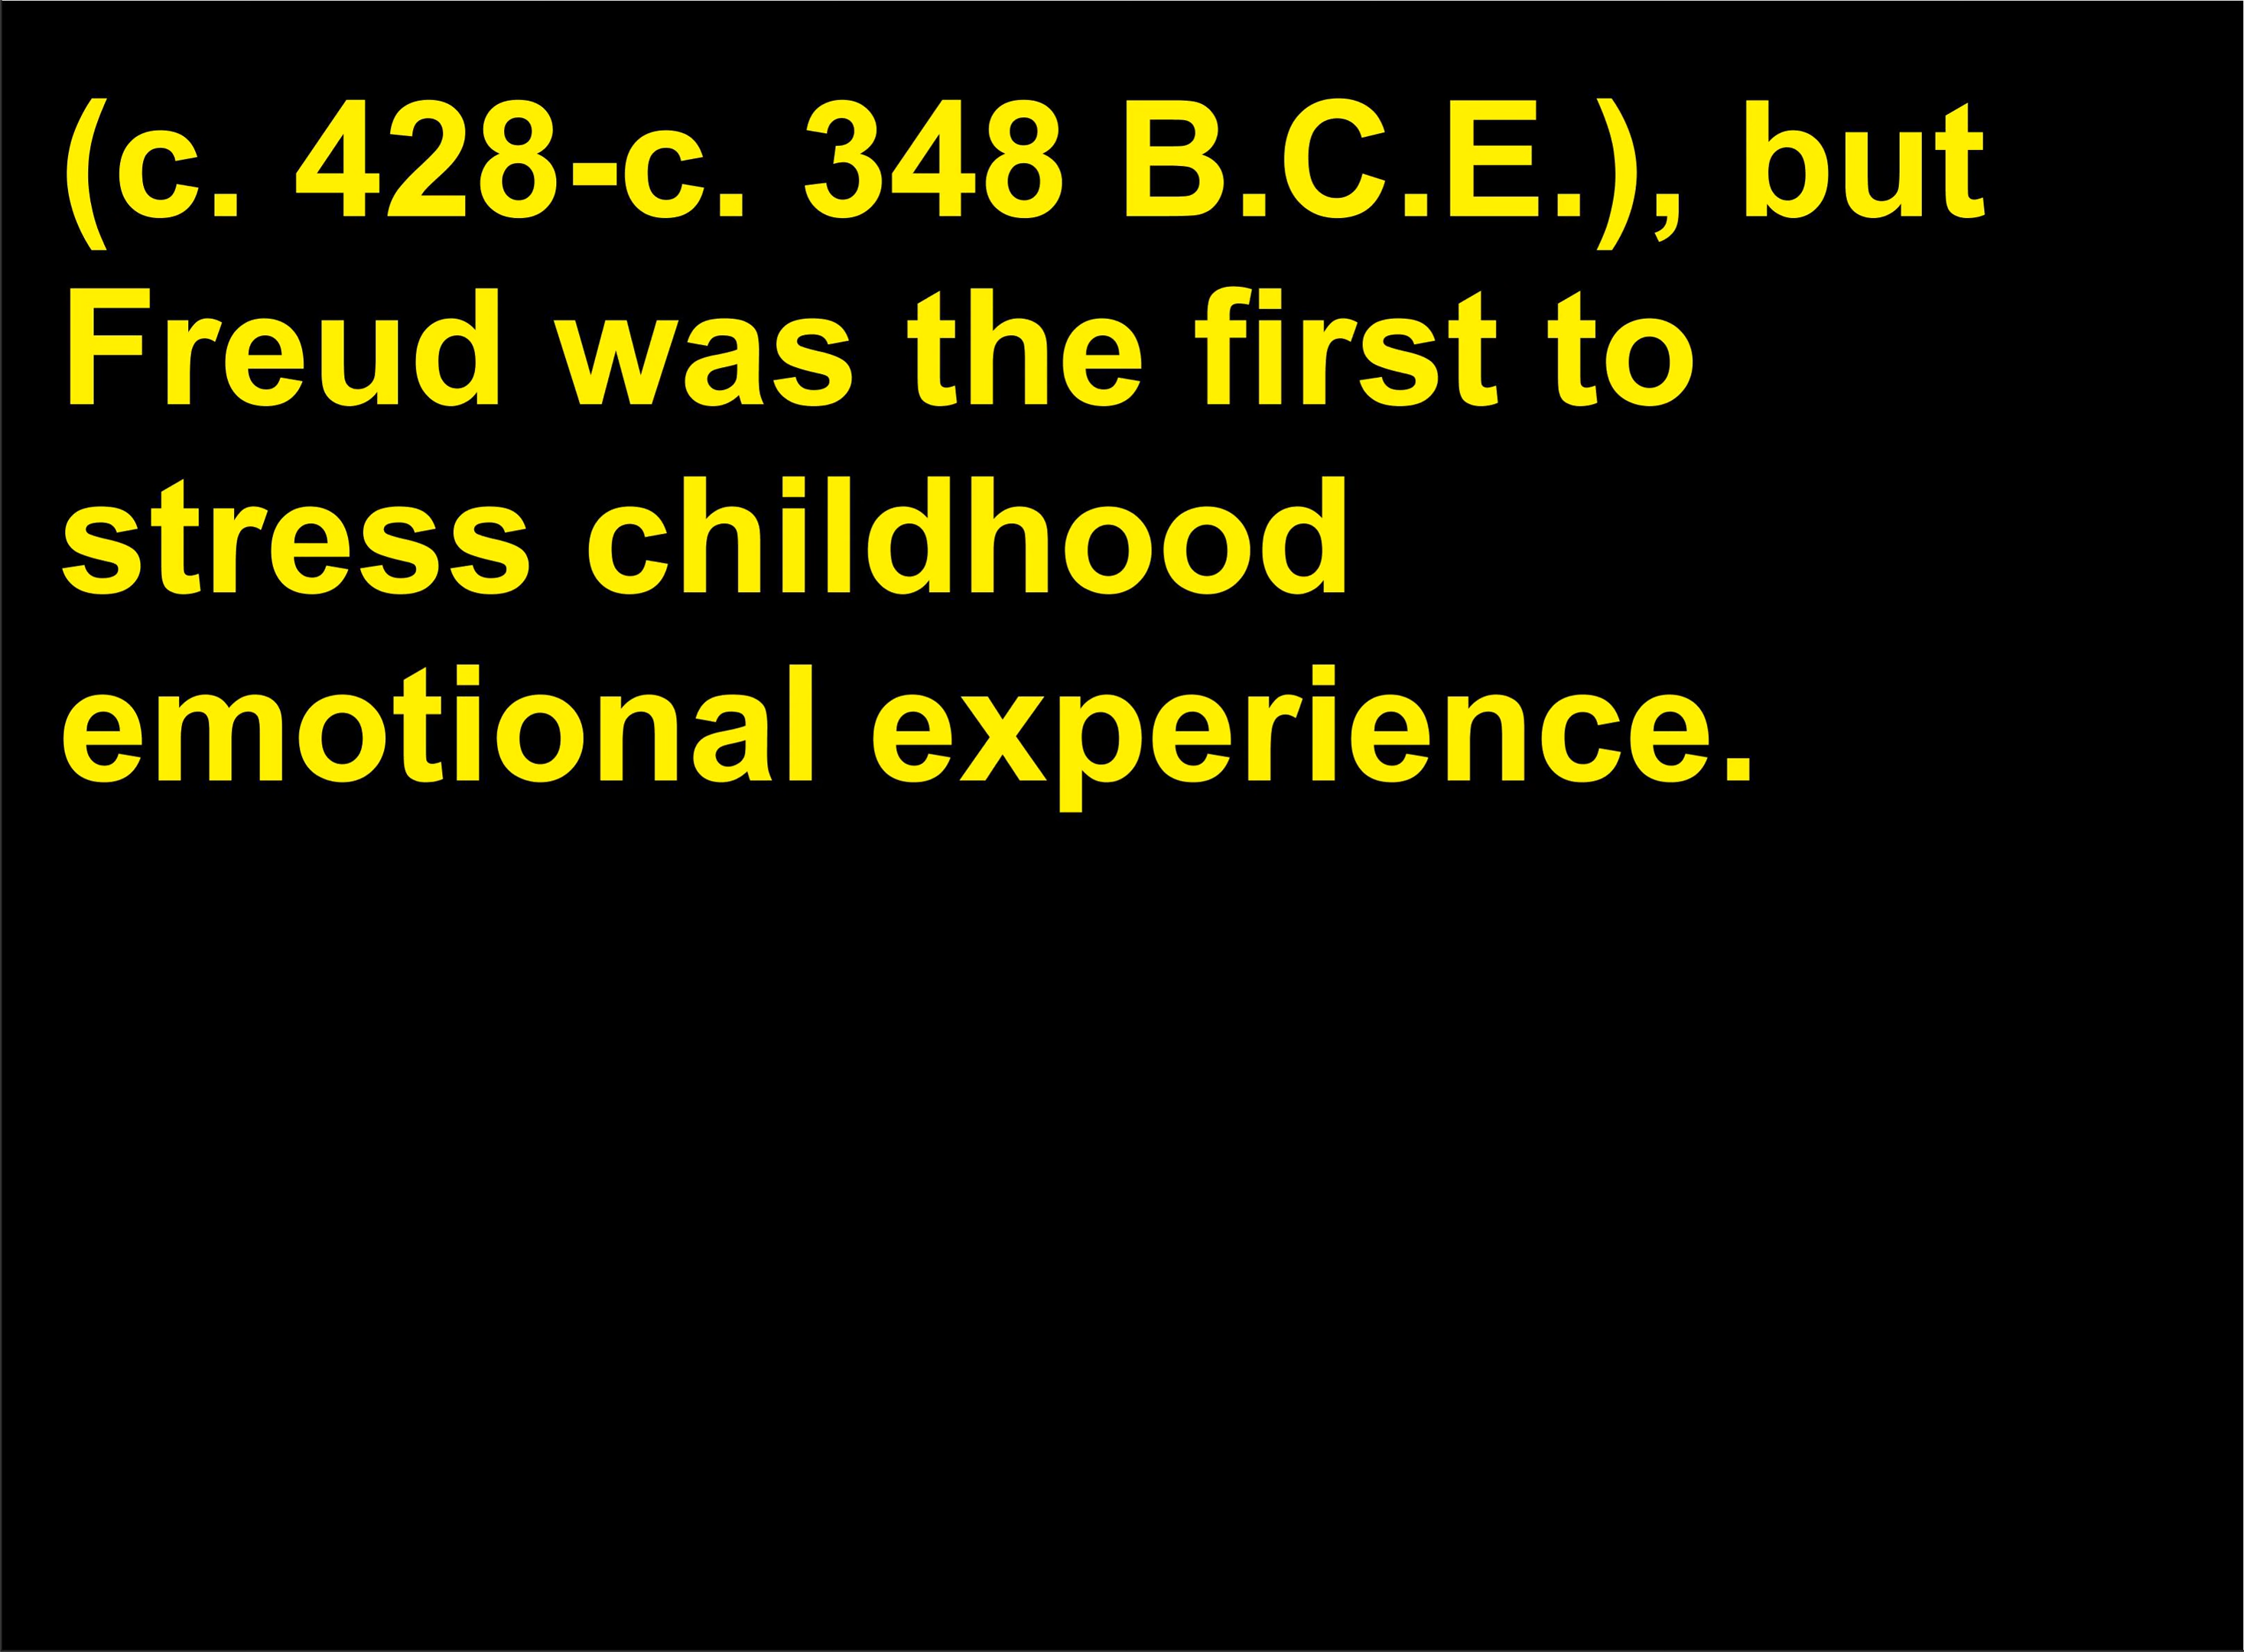 (c. 428-c. 348 B.C.E.), but
Freud was the first to
stress childhood
emotional experience.